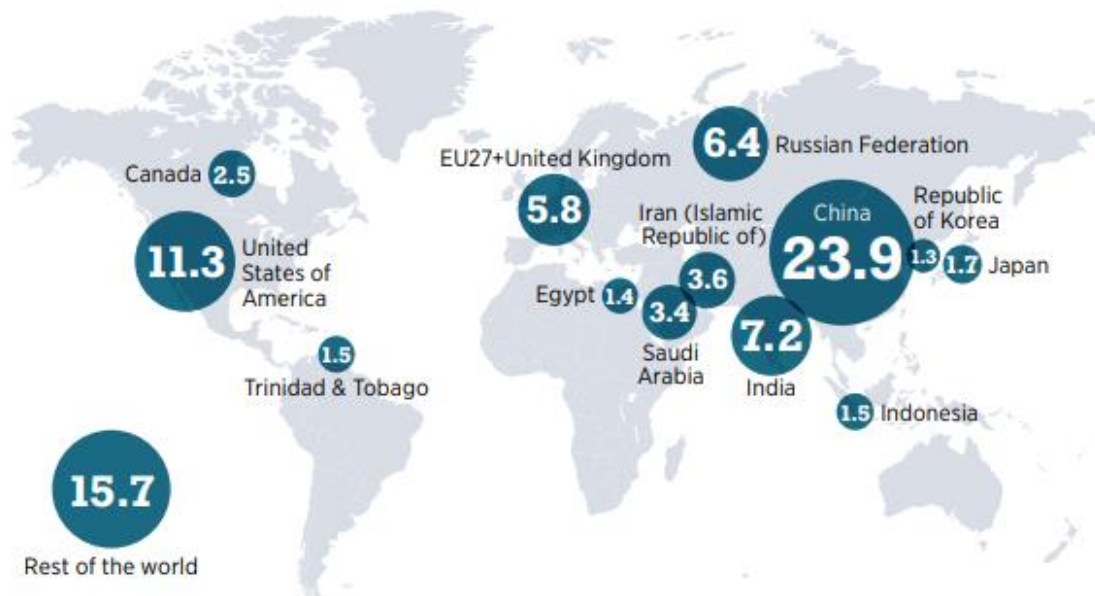 Canada 2.5
11.3
United
States of
America
1.5
Trinidad & Tobago
15.7
Rest of the world
EU27+United Kingdom
5.8
6.4 Russian Federation
Iran (Islamic
Republic of)
3.6
Egypt 1.4
3.4
Saudi
Arabia
China
23.9
Republic
of Korea
1.3
1.7 Japan
7.2
India
1.5 Indonesia